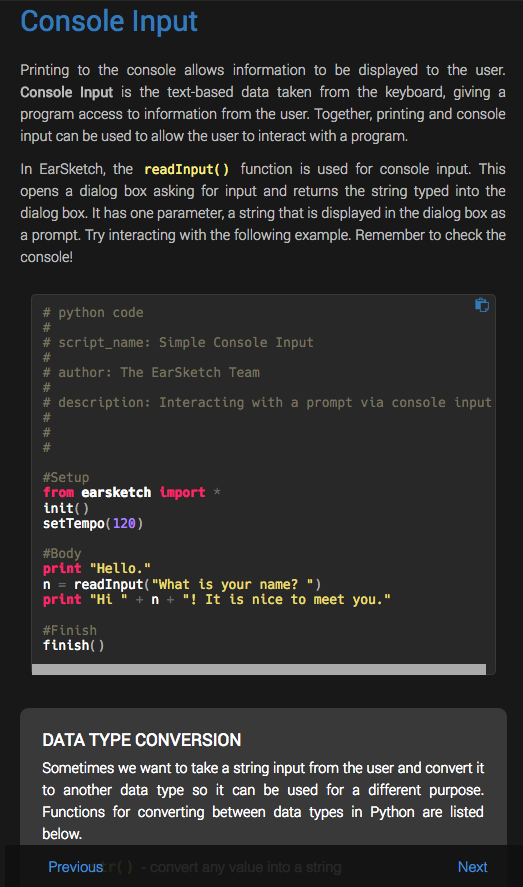 Console Input
Printing to the console allows information to be displayed to the user.
Console Input is the text-based data taken from the keyboard, giving a
program access to information from the user. Together, printing and console
input can be used to allow the user to interact with a program.
In EarSketch, the readInput() function is used for console input. This
opens a dialog box asking for input and returns the string typed into the
dialog box. It has one parameter, a string that is displayed in the dialog box as
a prompt. Try interacting with the following example. Remember to check the
console!
# python code
#
# script_name: Simple Console Input
#
# author: The EarSketch Team
#
# description: Interacting with a prompt via console input
#
#
#
#Setup
from earsketch import *
init()
setTempo(120)
#Body
print "Hello."
n = readInput("What is your name? ")
print "Hi " + n + "! It is nice to meet you."
#Finish
finish()
DATA TYPE CONVERSION
Sometimes we want to take a string input from the user and convert it
to another data type so it can be used for a different purpose.
Functions for converting between data types in Python are listed
below.
Previous tr() - convert any value into a string Next